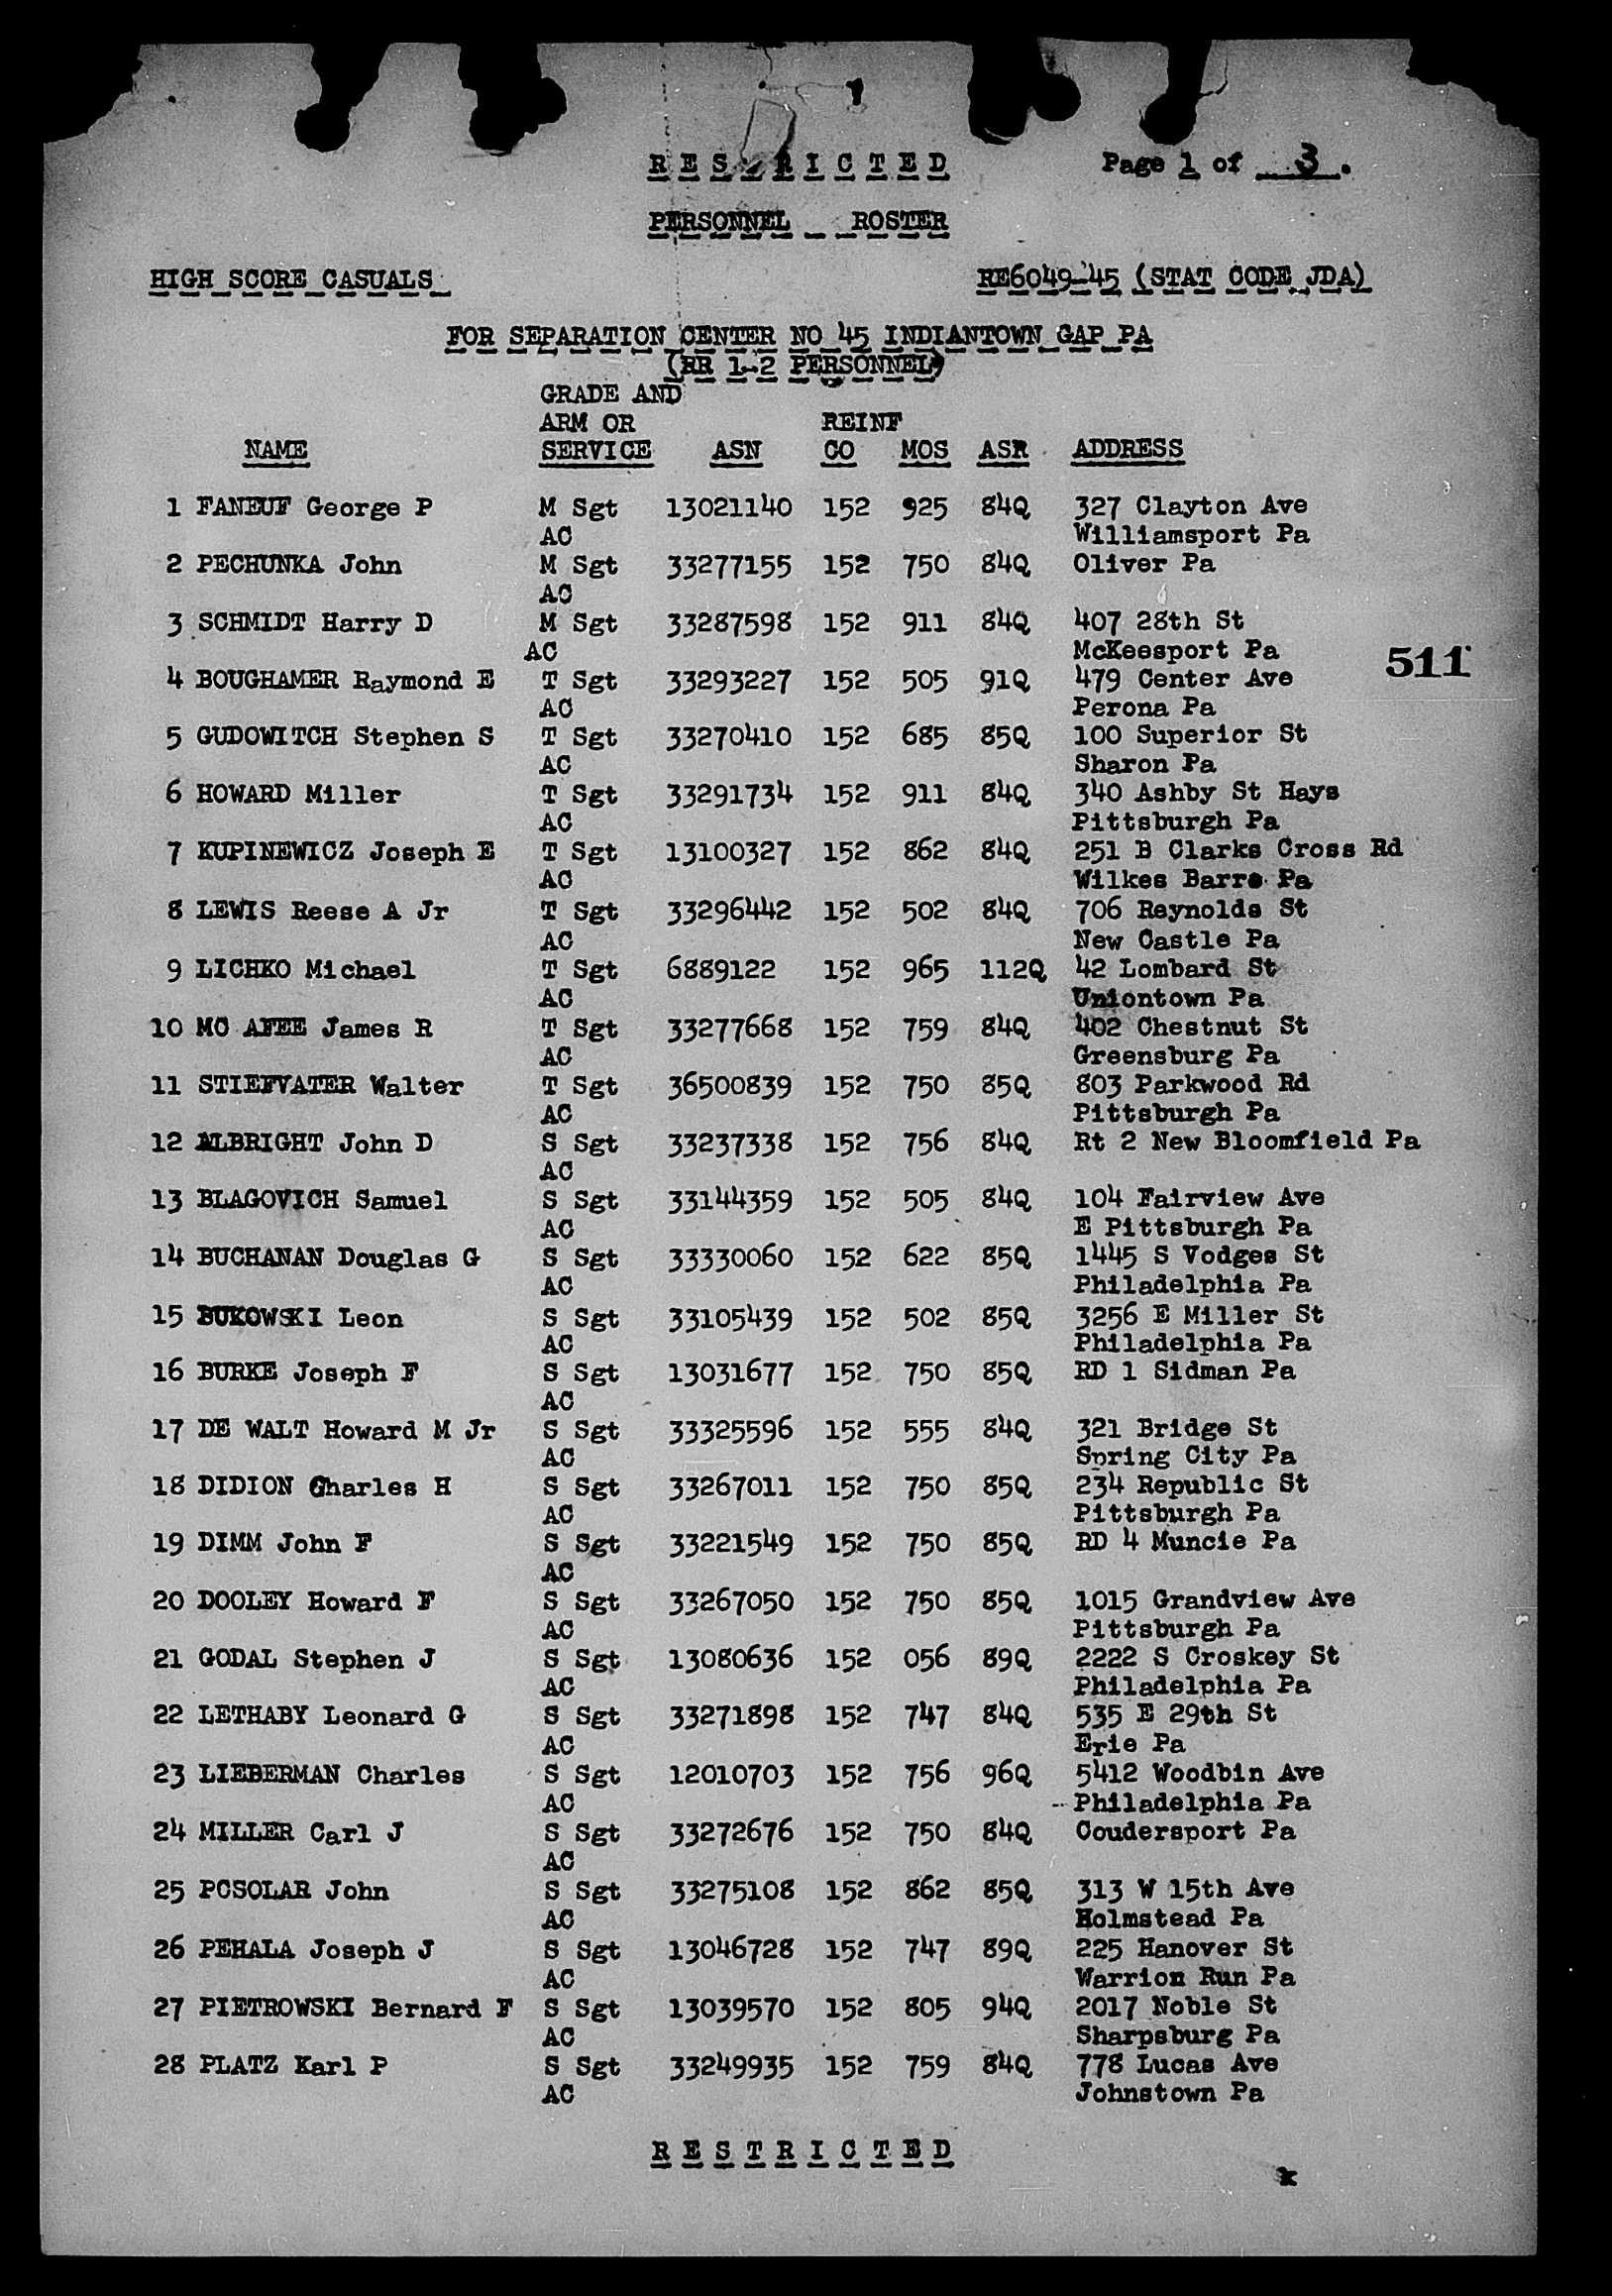 RESTRICTED Page 1 of 3.
PERSONNEL ROSTER
HIGH SCORE CASUALS RE6049-45 (STAT CODE JDA)
FOR SEPARATION CENTER NO 45 INDIANTOWN GAP PA
(RR 1-2 PERSONNEL)
GRADE AND
ARM OR REINF
NAME SERVICE ASN CO MOS ASR ADDRESS
1 FANEUF George P M Sgt 13021140 152 925 84Q 327 Clayton Ave
AC Williamsport Pa
2 PECHUNKA John M Sgt 33277155 152 750 84Q Oliver Pa
AC
3 SCHMIDT Harry D M Sgt 33287598 152 911 84Q 407 28th St
AC McKeesport Pa
511
4 BOUGHAMER Raymond E T Sgt 33293227 152 505 91Q 479 Center Ave
AC Perona Pa
5 GUDOWITCH Stephen S T Sgt 33270410 152 685 85Q 100 Superior St
AC Sharon Pa
6 HOWARD Miller T Sgt 33291734 152 911 84Q 340 Ashby St Hays
AC Pittsburgh Pa
7 KUPINEWICZ Joseph E T Sgt 13100327 152 862 84Q 251 B Clarks Cross Rd
AC Wilkes Barre Pa
8 LEWIS Reese A Jr T Sgt 33296442 152 502 84Q 706 Reynolds St
AC New Castle Pa
9 LICHKO Michael T Sgt 6889122 152 965 112Q 42 Lombard St
AC Uniontown Pa
10 MC AFEE James R T Sgt 33277668 152 759 84Q 402 Chestnut St
AC Greensburg Pa
11 STIEFVATER Walter T Sgt 36500839 152 750 85Q 803 Parkwood Rd
AC Pittsburgh Pa
12 ALBRIGHT John D S Sgt 33237338 152 756 84Q Rt 2 New Bloomfield Pa
AC
13 BLAGOVICH Samuel S Sgt 33144359 152 505 84Q 104 Fairview Ave
AC E Pittsburgh Pa
14 BUCHANAN Douglas G S Sgt 33330060 152 622 85Q 1445 S Vodges St
AC Philadelphia Pa
15 BUKOWSKI Leon S Sgt 33105439 152 502 85Q 3256 E Miller St
AC Philadelphia Pa
16 BURKE Joseph F S Sgt 13031677 152 750 85Q RD 1 Sidman Pa
AC
17 DE WALT Howard M Jr S Sgt 33325596 152 555 84Q 321 Bridge St
AC Spring City Pa
18 DIDION Charles H S Sgt 33267011 152 750 85Q 234 Republic St
AC Pittsburgh Pa
19 DIMM John F S Sgt 33221549 152 750 85Q RD 4 Muncie Pa
AC
20 DOOLEY Howard F S Sgt 33267050 152 750 85Q 1015 Grandview Ave
AC Pittsburgh Pa
21 GODAL Stephen J S Sgt 13080636 152 056 89Q 2222 S Croskey St
AC Philadelphia Pa
22 LETHABY Leonard G S Sgt 33271898 152 747 84Q 535 E 29th St
AC Erie Pa
23 LIEBERMAN Charles S Sgt 12010703 152 756 96Q 5412 Woodbin Ave
AC Philadelphia Pa
24 MILLER Carl J S Sgt 33272676 152 750 84Q Coudersport Pa
AC
25 POSOLAR John S Sgt 33275108 152 862 85Q 313 W 15th Ave
AC Holmstead Pa
26 PEHALA Joseph J S Sgt 13046728 152 747 89Q 225 Hanover St
AC Warrion Run Pa
27 PIETROWSKI Bernard F S Sgt 13039570 152 805 94Q 2017 Noble St
AC Sharpsburg Pa
28 PLATZ Karl P S Sgt 33249935 152 759 84Q 778 Lucas Ave
AC Johnstown Pa
RESTRICTED
k